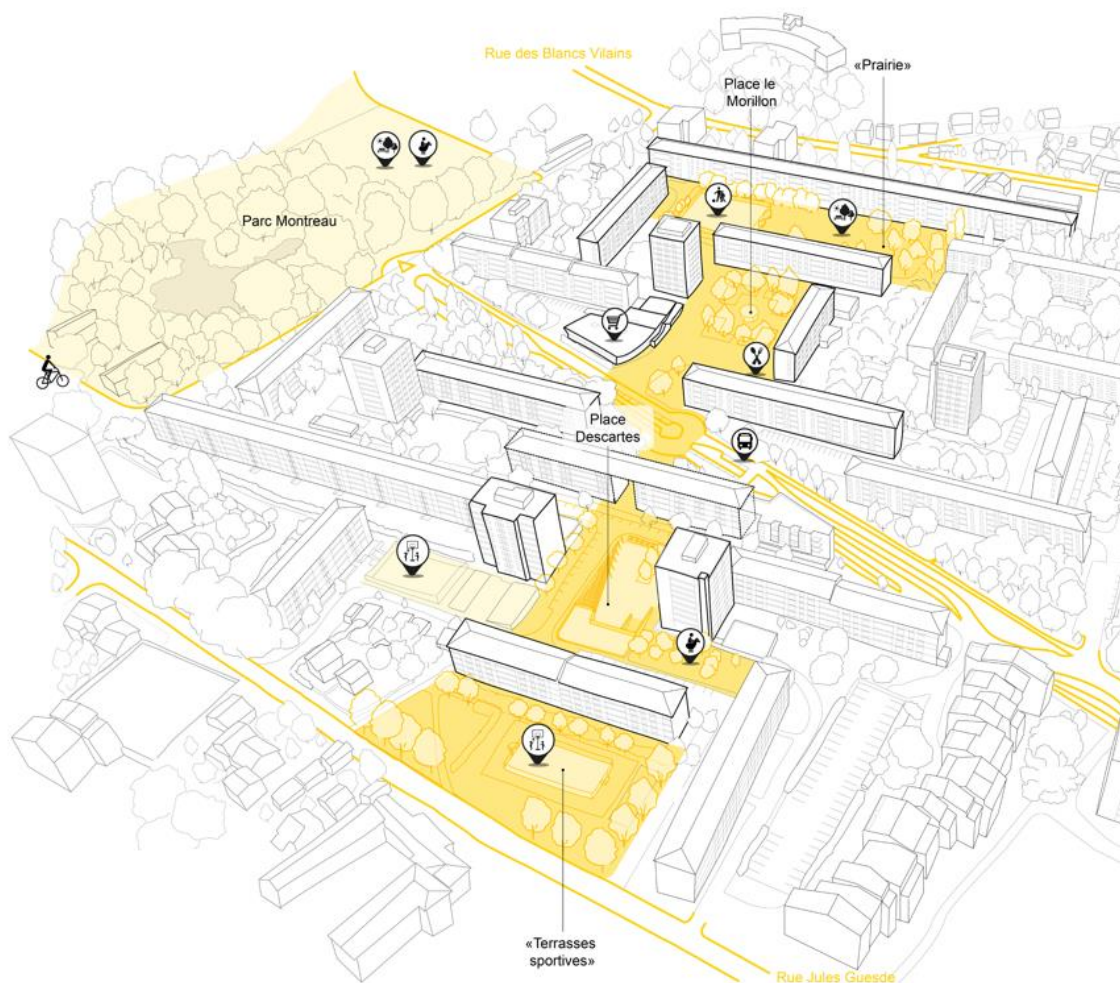 Rue des Blancs Vilains
«Prairie»
Place le
Morillon
Parc Montreau
Place
Descartes
«Terrasses
sportives»
Rue Jules Guesde